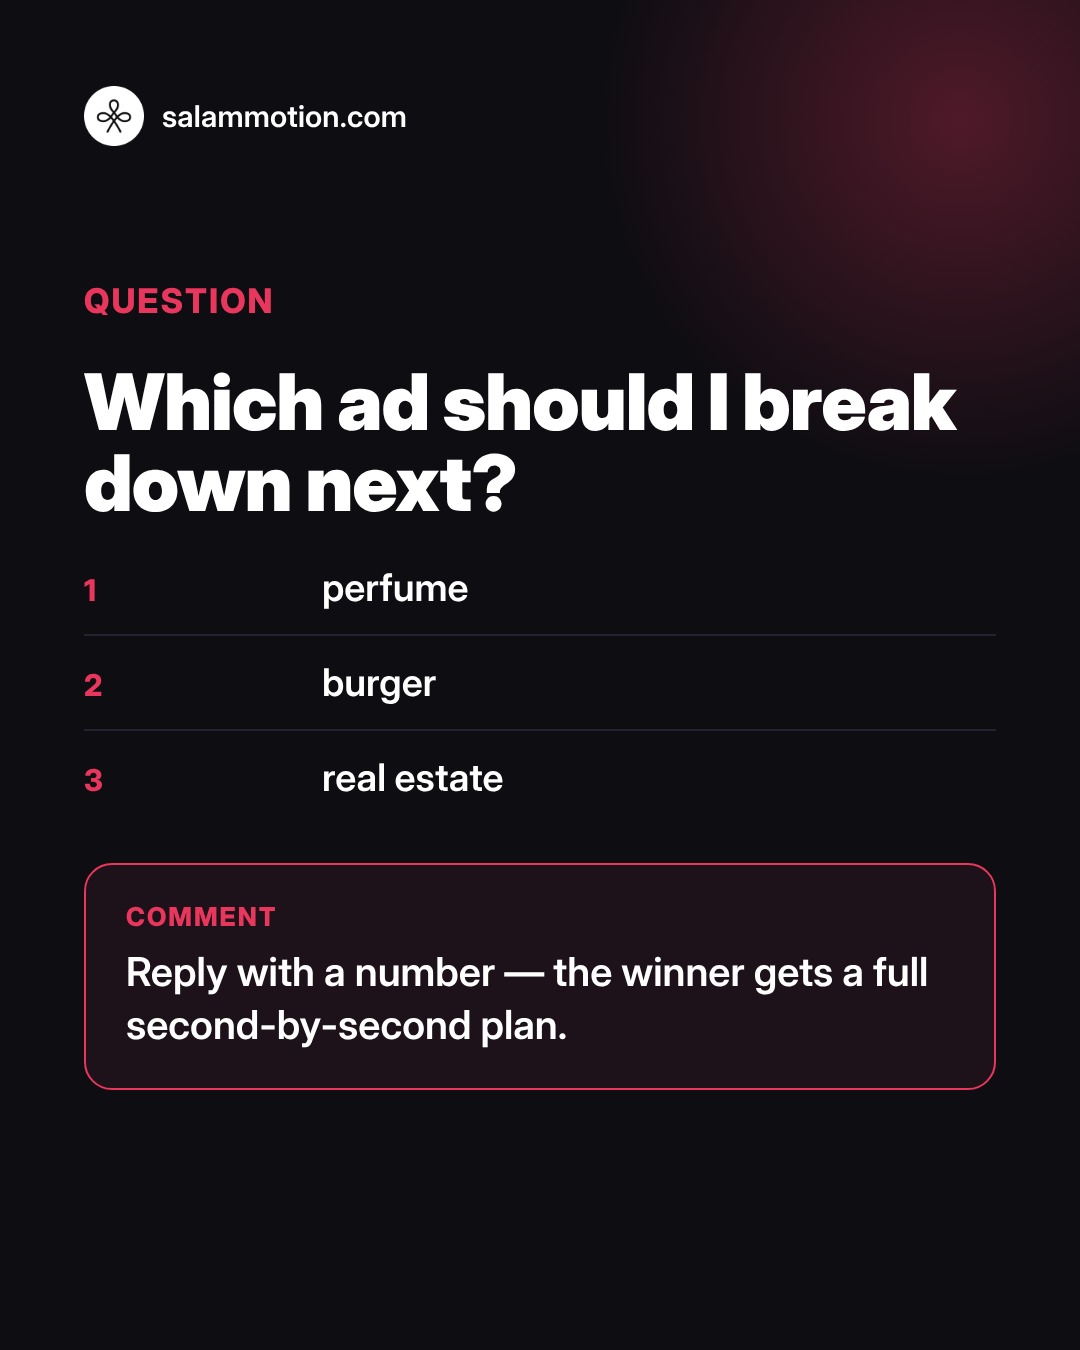 salammotion.com
QUESTION
Which ad should I break
down next?
1 perfume
2 burger
3 real estate
COMMENT
Reply with a number — the winner gets a full
second-by-second plan.